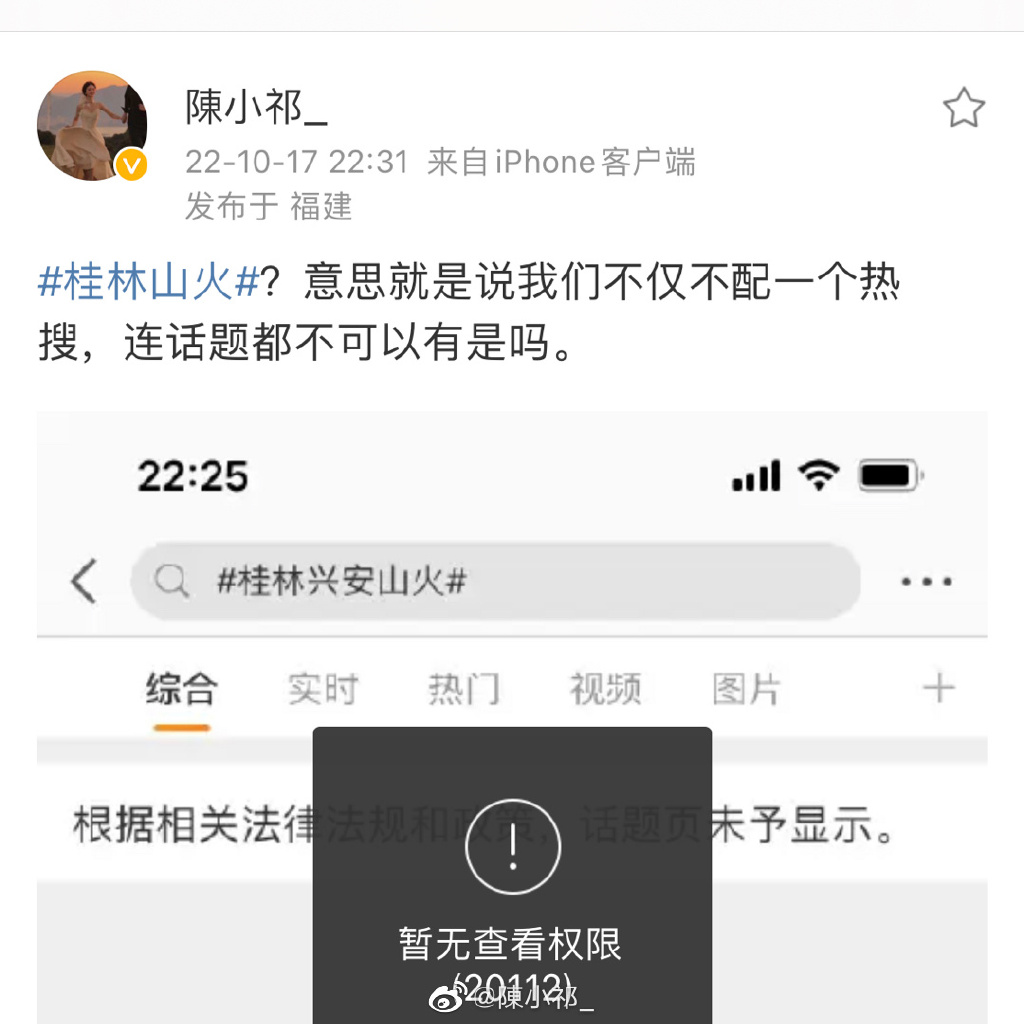 陳小祁_
22-10-17 22:31 来自iPhone客户端
发布于 福建
#桂林山火#？意思就是说我们不仅不配一个热
搜，连话题都不可以有是吗。
22:25
#桂林兴安山火#
综合 实时 热门 视频 图片
根据相关法律法规和政策，话题页未予显示。
暂无查看权限
(20112)
@陳小祁_